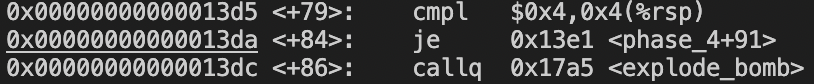 0x00000000000013d5 <+79>: cmpl $0x4,0x4(%rsp)
0x00000000000013da <+84>: je 0x13e1 <phase_4+91>
0x00000000000013dc <+86>: callq 0x17a5 <explode_bomb>